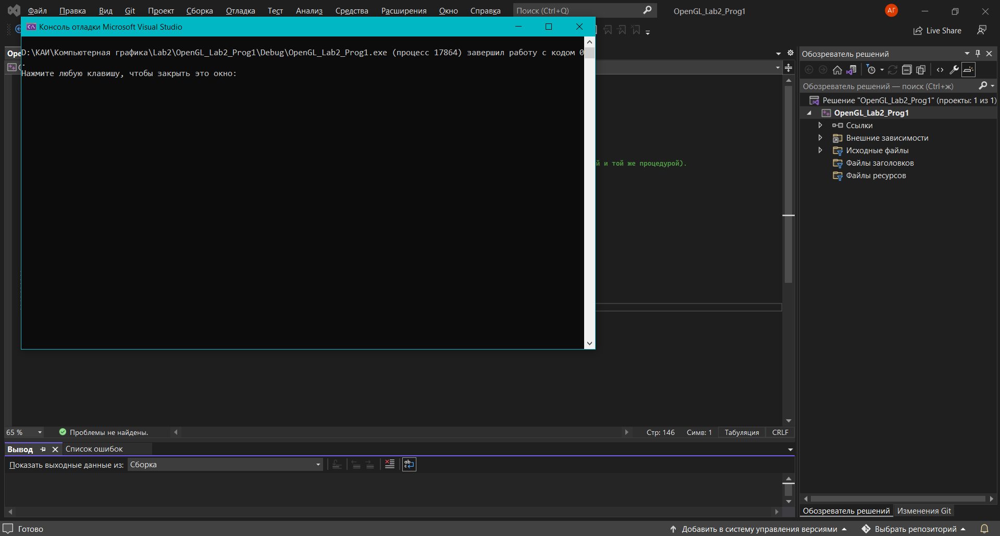 Файл Правка Вид Git Проект Сборка Отладка Тест Анализ Средства Расширения Окно Справка Поиск (Ctrl+Q) OpenGL_Lab2_Prog1 АГ
Консоль отладки Microsoft Visual Studio
Live Share
D:\КАИ\Компьютерная графика\Lab2\OpenGL_Lab2_Prog1\Debug\OpenGL_Lab2_Prog1.exe (процесс 17864) завершил работу с кодом 0
.
Нажмите любую клавишу, чтобы закрыть это окно:
Ope
й и той же процедурой).
Обозреватель решений
Обозреватель решений — поиск (Ctrl+ж)
Решение "OpenGL_Lab2_Prog1" (проекты: 1 из 1)
OpenGL_Lab2_Prog1
Ссылки
Внешние зависимости
Исходные файлы
Файлы заголовков
Файлы ресурсов
65 % Проблемы не найдены. Стр: 146 Симв: 1 Табуляция CRLF
Вывод Список ошибок
Показать выходные данные из: Сборка
Обозреватель решений Изменения Git
Готово Добавить в систему управления версиями Выбрать репозиторий